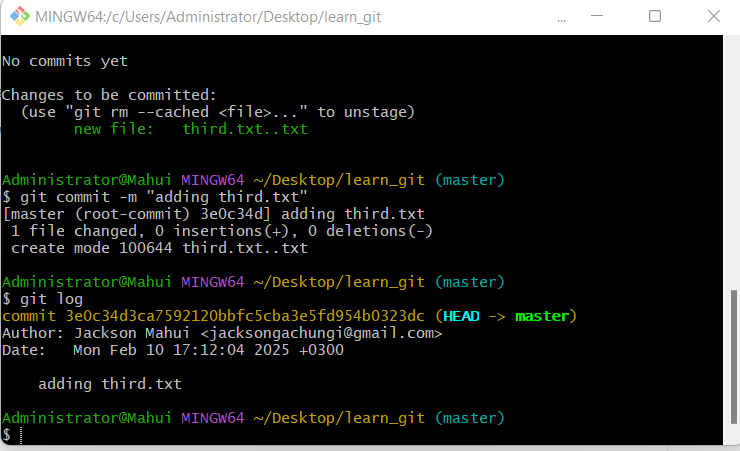 MINGW64:/c/Users/Administrator/Desktop/learn_git
...
No commits yet
Changes to be committed:
  (use "git rm --cached <file>..." to unstage)
        new file:   third.txt..txt
Administrator@Mahui MINGW64 ~/Desktop/learn_git (master)
$ git commit -m "adding third.txt"
[master (root-commit) 3e0c34d] adding third.txt
 1 file changed, 0 insertions(+), 0 deletions(-)
 create mode 100644 third.txt..txt
Administrator@Mahui MINGW64 ~/Desktop/learn_git (master)
$ git log
commit 3e0c34d3ca7592120bbfc5cba3e5fd954b0323dc (HEAD -> master)
Author: Jackson Mahui <jacksongachungi@gmail.com>
Date:   Mon Feb 10 17:12:04 2025 +0300
    adding third.txt
Administrator@Mahui MINGW64 ~/Desktop/learn_git (master)
$